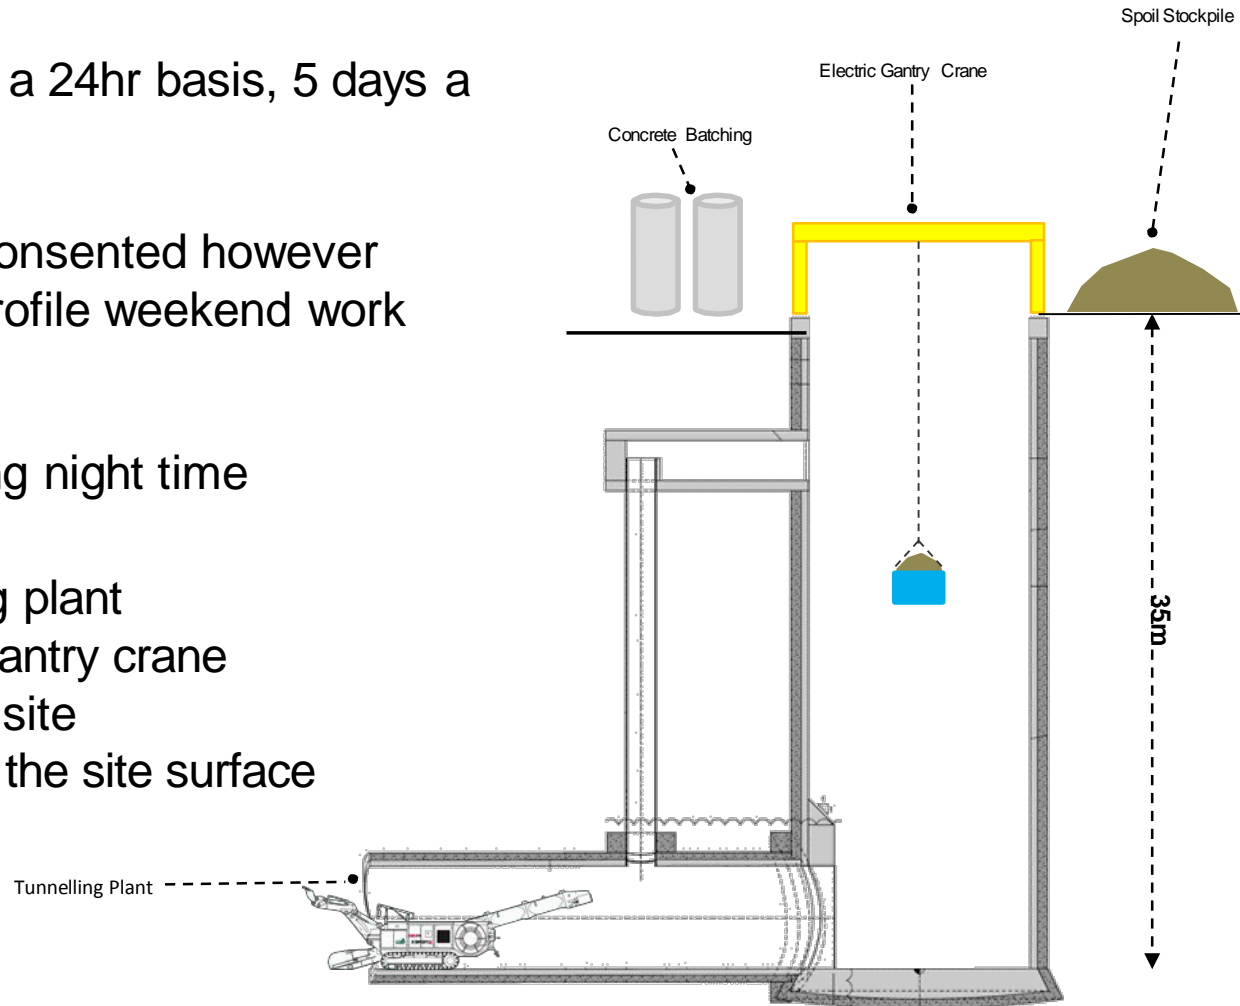 a 24hr basis, 5 days a
onsented however
rofile weekend work
ng night time
g plant
antry crane
site
the site surface
Spoil Stockpile
Electric Gantry Crane
Concrete Batching
35m
Tunnelling Plant